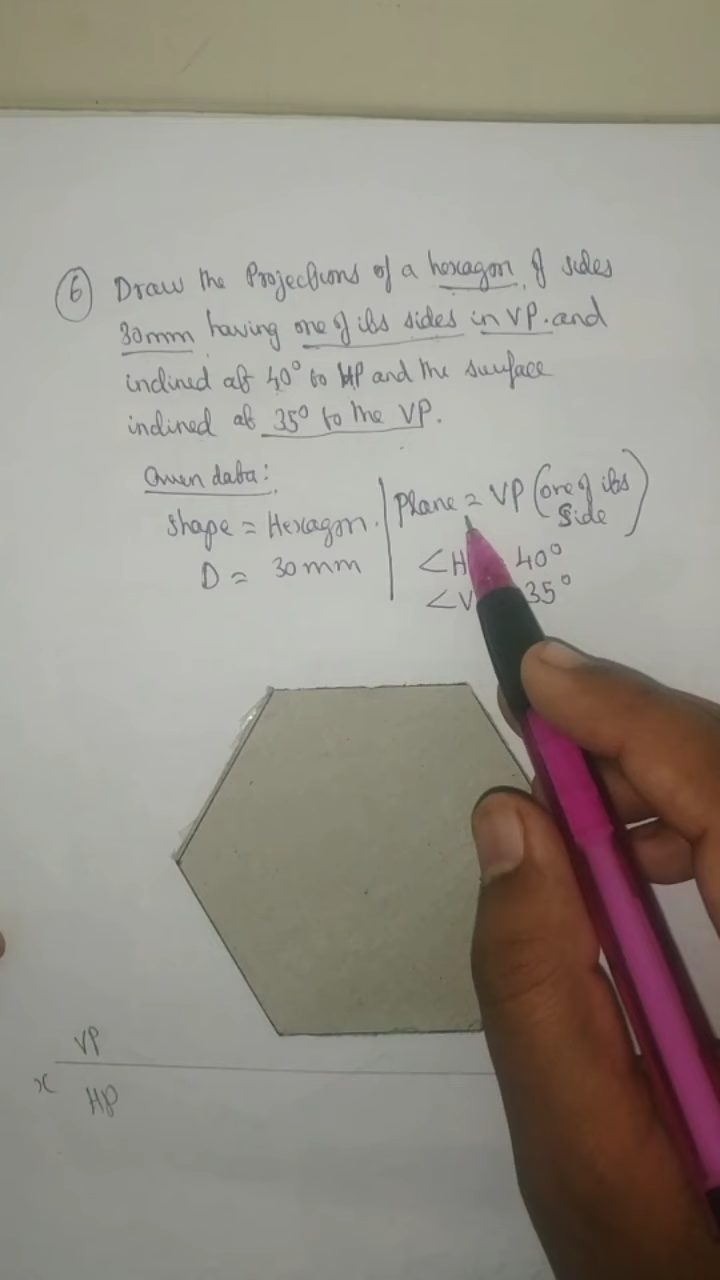 6 Draw the Projections of a hexagon of sides
30mm having one of its sides in VP. and
inclined at 40° to HP and the surface
inclined at 35° to the VP.
Given data:
Shape = Hexagon.
D = 30mm
Plane = VP (one of its Side)
∠H 40°
∠V 35°
VP
x
HP